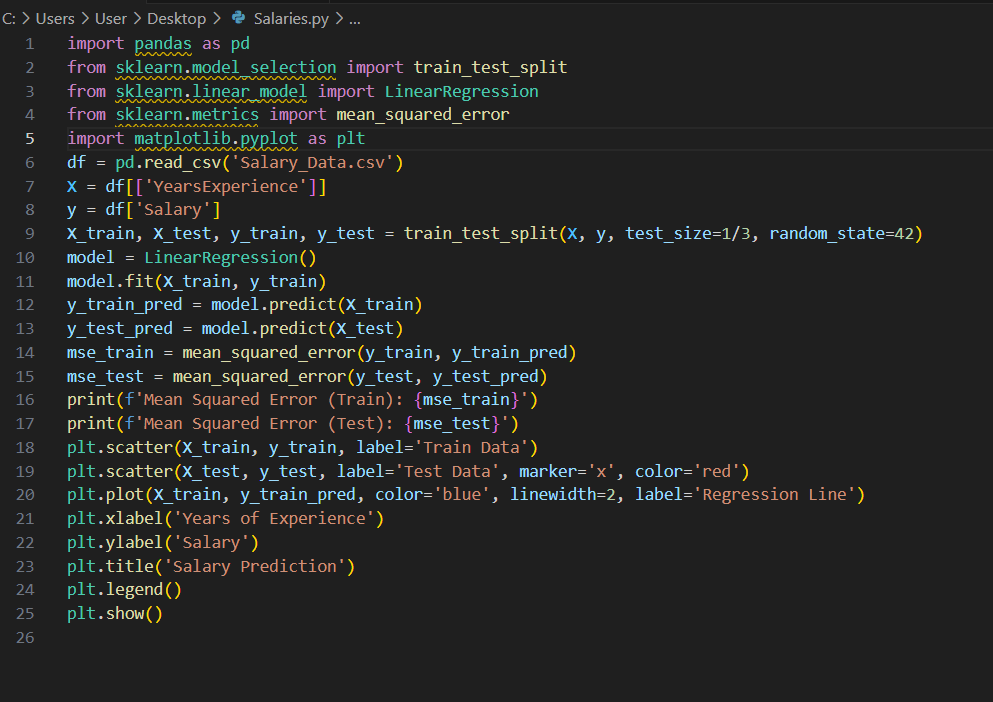 C: > Users > User > Desktop > Salaries.py > ...
1 import pandas as pd
2 from sklearn.model_selection import train_test_split
3 from sklearn.linear_model import LinearRegression
4 from sklearn.metrics import mean_squared_error
5 import matplotlib.pyplot as plt
6 df = pd.read_csv('Salary_Data.csv')
7 X = df[['YearsExperience']]
8 y = df['Salary']
9 X_train, X_test, y_train, y_test = train_test_split(X, y, test_size=1/3, random_state=42)
10 model = LinearRegression()
11 model.fit(X_train, y_train)
12 y_train_pred = model.predict(X_train)
13 y_test_pred = model.predict(X_test)
14 mse_train = mean_squared_error(y_train, y_train_pred)
15 mse_test = mean_squared_error(y_test, y_test_pred)
16 print(f'Mean Squared Error (Train): {mse_train}')
17 print(f'Mean Squared Error (Test): {mse_test}')
18 plt.scatter(X_train, y_train, label='Train Data')
19 plt.scatter(X_test, y_test, label='Test Data', marker='x', color='red')
20 plt.plot(X_train, y_train_pred, color='blue', linewidth=2, label='Regression Line')
21 plt.xlabel('Years of Experience')
22 plt.ylabel('Salary')
23 plt.title('Salary Prediction')
24 plt.legend()
25 plt.show()
26